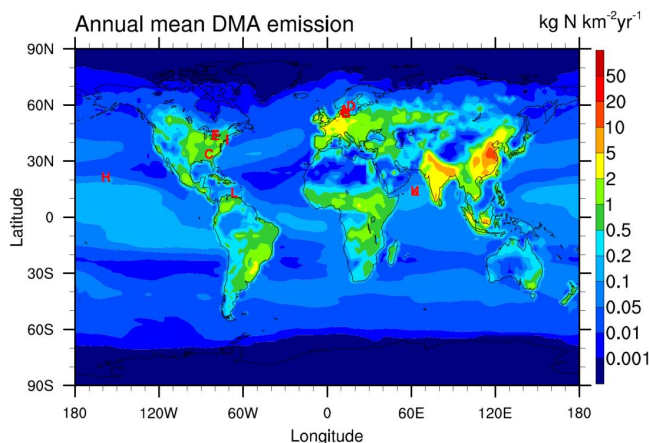 Annual mean DMA emission
kg N km⁻²yr⁻¹
90N
60N
30N
0
30S
60S
90S
Latitude
180
120W
60W
0
60E
120E
180
Longitude
50
20
10
5
2
1
0.5
0.2
0.1
0.05
0.01
0.001
H
C
L